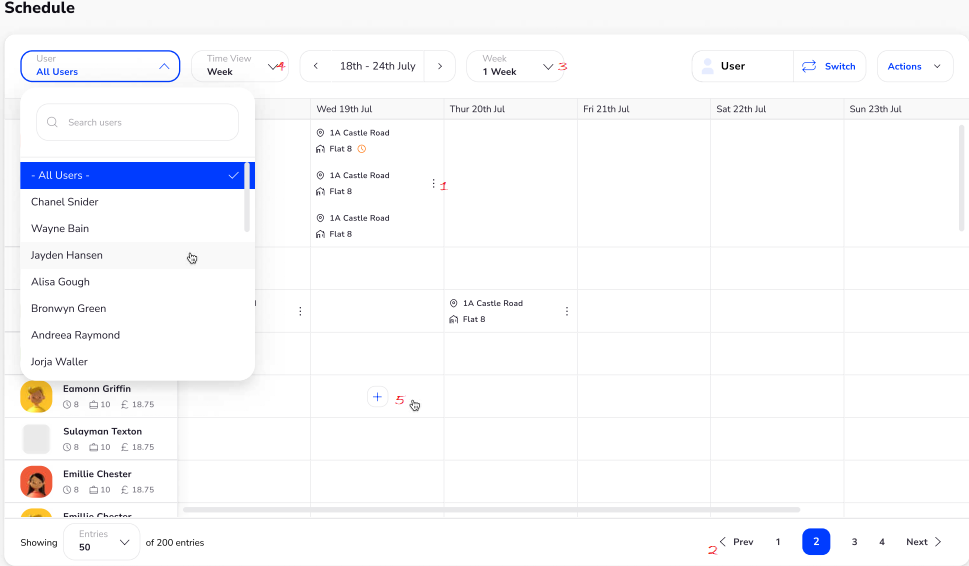 Schedule
User
All Users
Time View
Week
4
18th - 24th July
Week
1 Week
3
User
Switch
Actions
Search users
- All Users -
Chanel Snider
Wayne Bain
Jayden Hansen
Alisa Gough
Bronwyn Green
Andreea Raymond
Jorja Waller
Wed 19th Jul
Thur 20th Jul
Fri 21th Jul
Sat 22th Jul
Sun 23th Jul
1A Castle Road
Flat 8
1A Castle Road
Flat 8
1
1A Castle Road
Flat 8
1A Castle Road
Flat 8
Eamonn Griffin
8 10 £ 18.75
5
Sulayman Texton
8 10 £ 18.75
Emillie Chester
8 10 £ 18.75
Emillie Chester
Showing
Entries
50
of 200 entries
2
Prev 1 2 3 4 Next